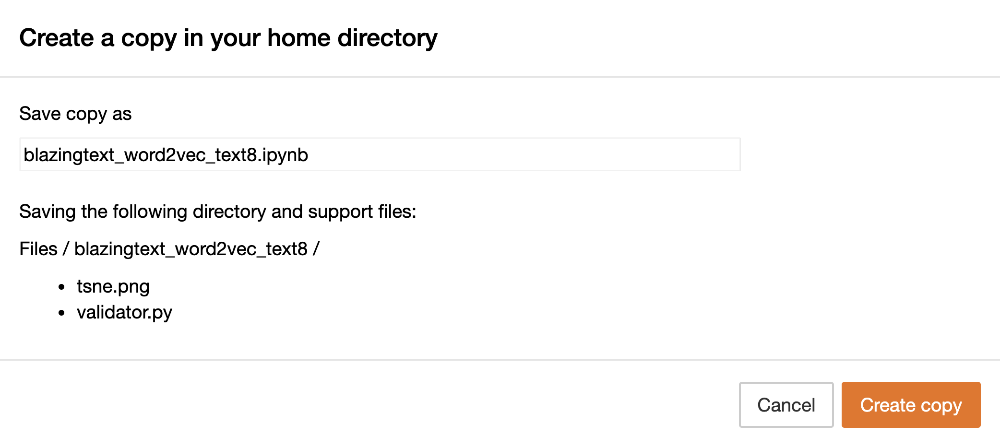 Create a copy in your home directory
Save copy as
blazingtext_word2vec_text8.ipynb
Saving the following directory and support files:
Files / blazingtext_word2vec_text8 /
• tsne.png
• validator.py
Cancel
Create copy